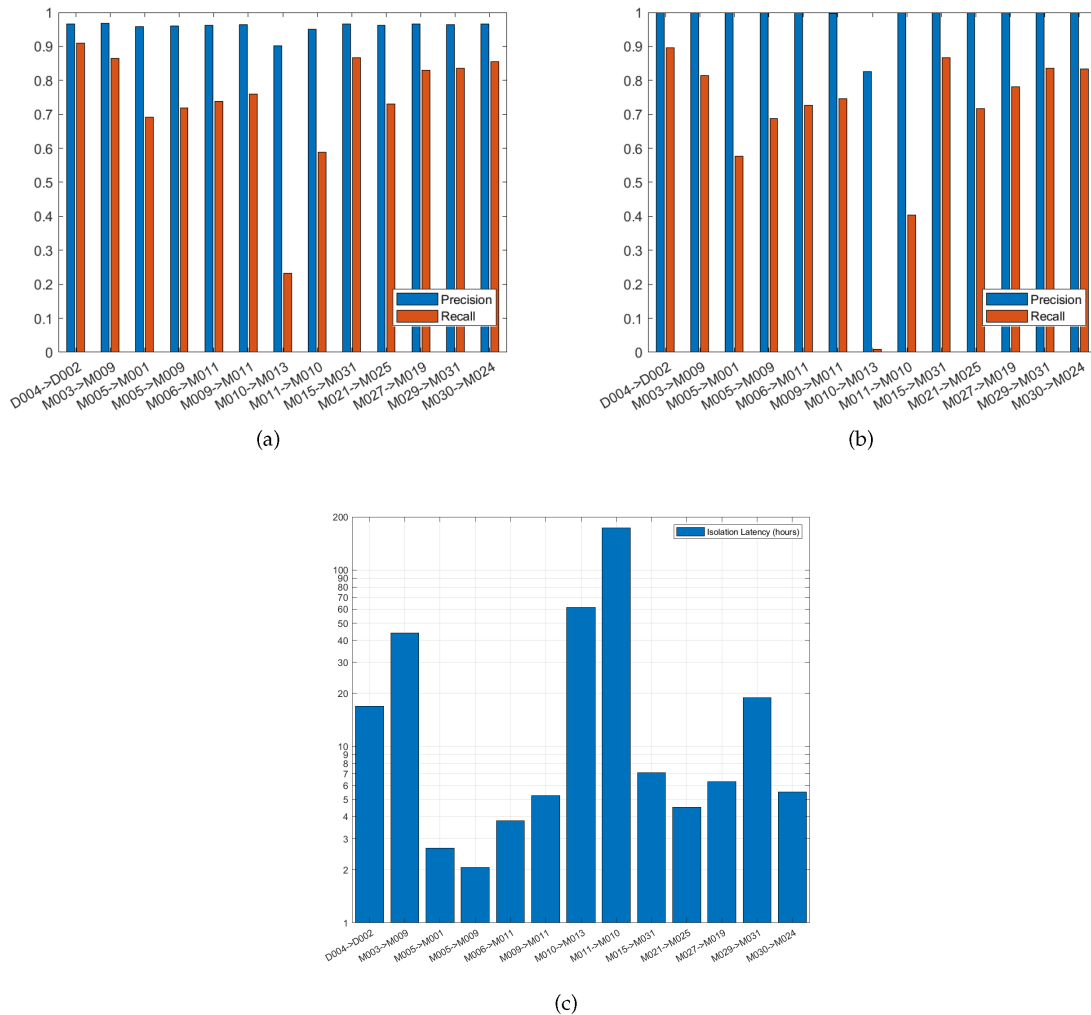 1
0.9
0.8
0.7
0.6
0.5
0.4
0.3
0.2
0.1
0
Precision
Recall
D004->D002
M003->M009
M005->M001
M005->M009
M006->M011
M009->M011
M010->M013
M011->M010
M015->M031
M021->M025
M027->M019
M029->M031
M030->M024
(a)
1
0.9
0.8
0.7
0.6
0.5
0.4
0.3
0.2
0.1
0
Precision
Recall
D004->D002
M003->M009
M005->M001
M005->M009
M006->M011
M009->M011
M010->M013
M011->M010
M015->M031
M021->M025
M027->M019
M029->M031
M030->M024
(b)
200
100
90
80
70
60
50
40
30
20
10
9
8
7
6
5
4
3
2
1
Isolation Latency (hours)
D004->D002
M003->M009
M005->M001
M005->M009
M006->M011
M009->M011
M010->M013
M011->M010
M015->M031
M021->M025
M027->M019
M029->M031
M030->M024
(c)